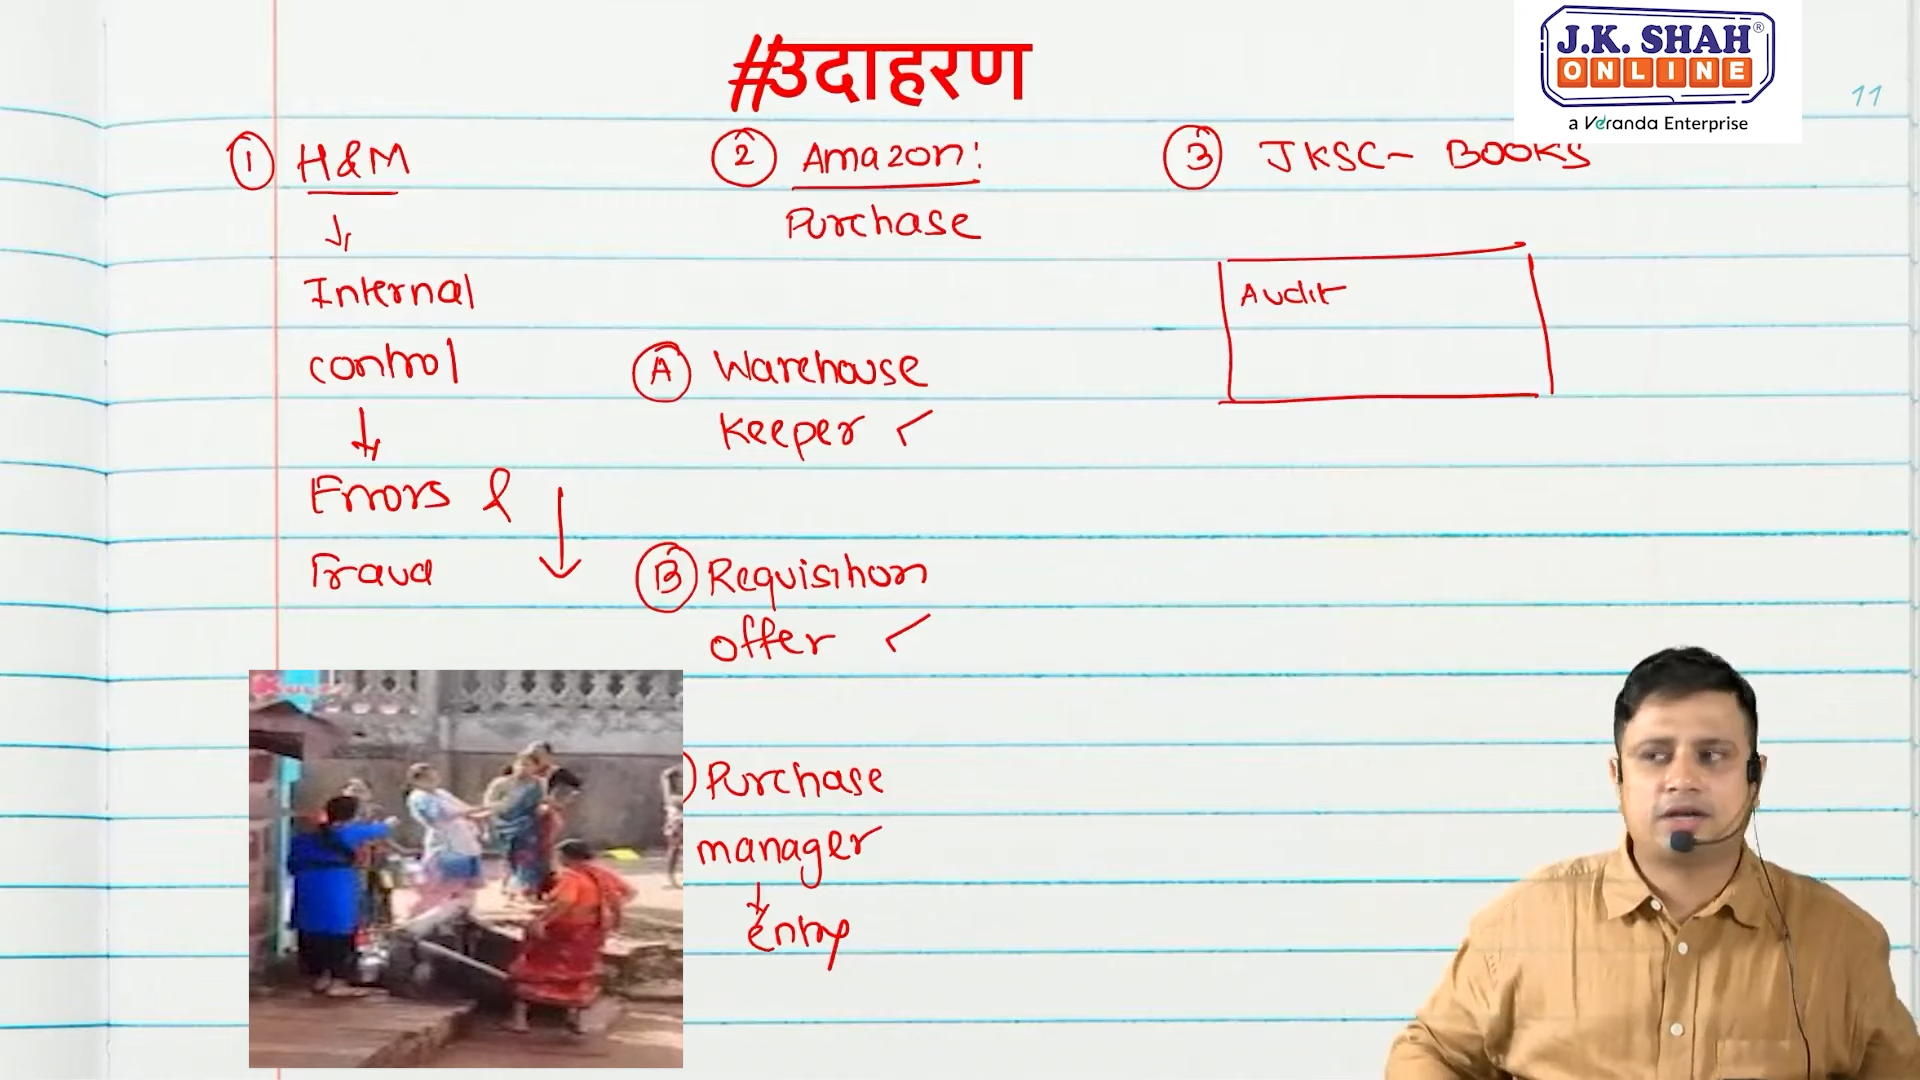 #उदाहरण
J.K. SHAH®
ONLINE
a Veranda Enterprise
11
1 H&M
Internal
control
Errors &
Fraud
2 Amazon:
Purchase
A Warehouse
keeper ✓
B Requisition
offer ✓
Purchase
manager
Entry
3 JKSC- BOOKS
Audit